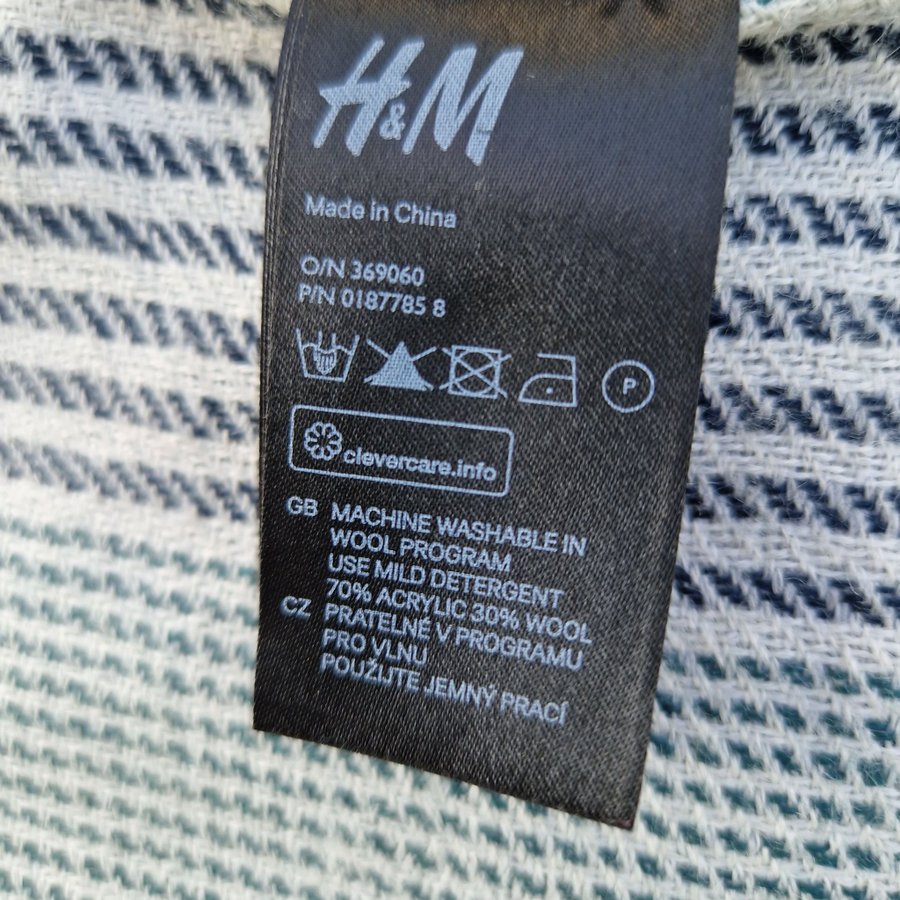 H&M
Made in China
O/N 369060
P/N 0187785 8
P
clevercare.info
GB MACHINE WASHABLE IN
WOOL PROGRAM
USE MILD DETERGENT
70% ACRYLIC 30% WOOL
CZ PRATELNÉ V PROGRAMU
PRO VLNU
POUŽIJTE JEMNÝ PRACÍ